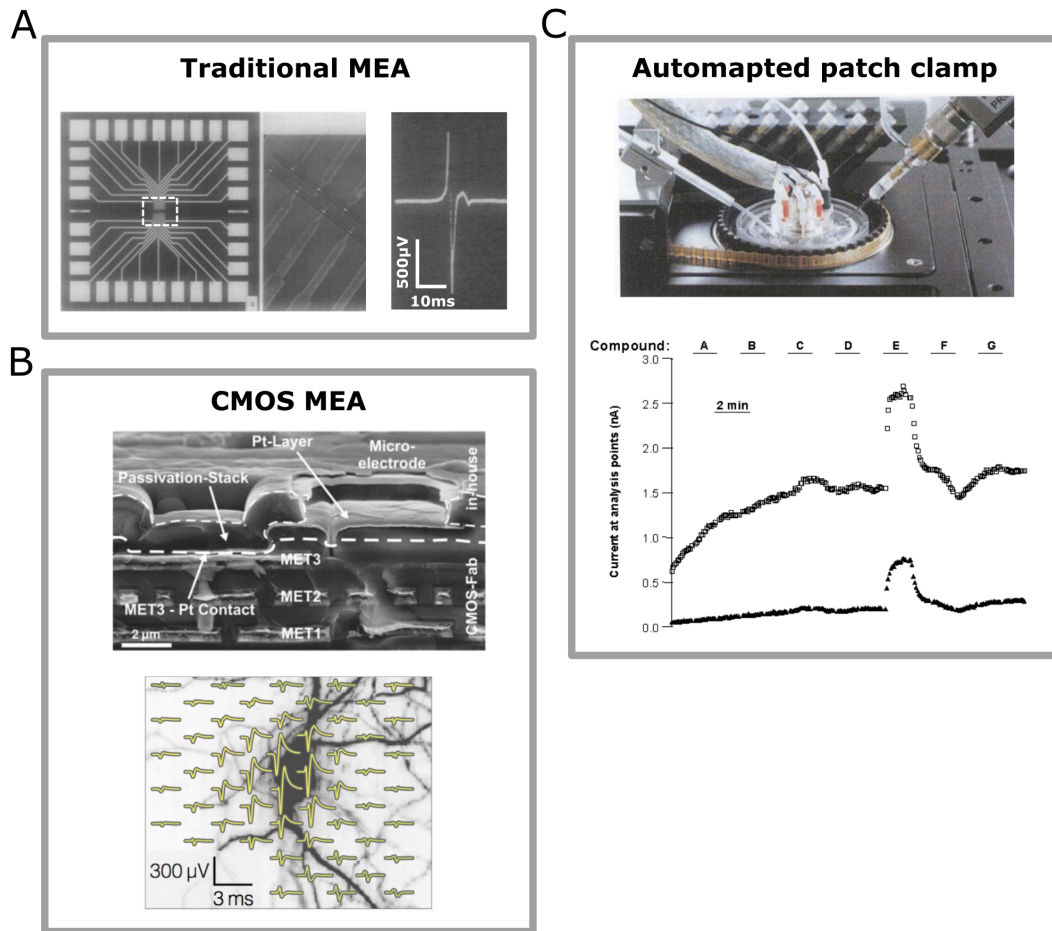 A
Traditional MEA
500µV
10ms
B
CMOS MEA
Pt-Layer
Micro-
electrode
Passivation-Stack
in-house
MET3
MET2
MET3 - Pt Contact
MET1
CMOS-Fab
2 µm
300 µV
3 ms
C
Automapted patch clamp
PR
Compound: A B C D E F G
3.0
2 min
2.5
2.0
1.5
1.0
0.5
0.0
Current at analysis points (nA)